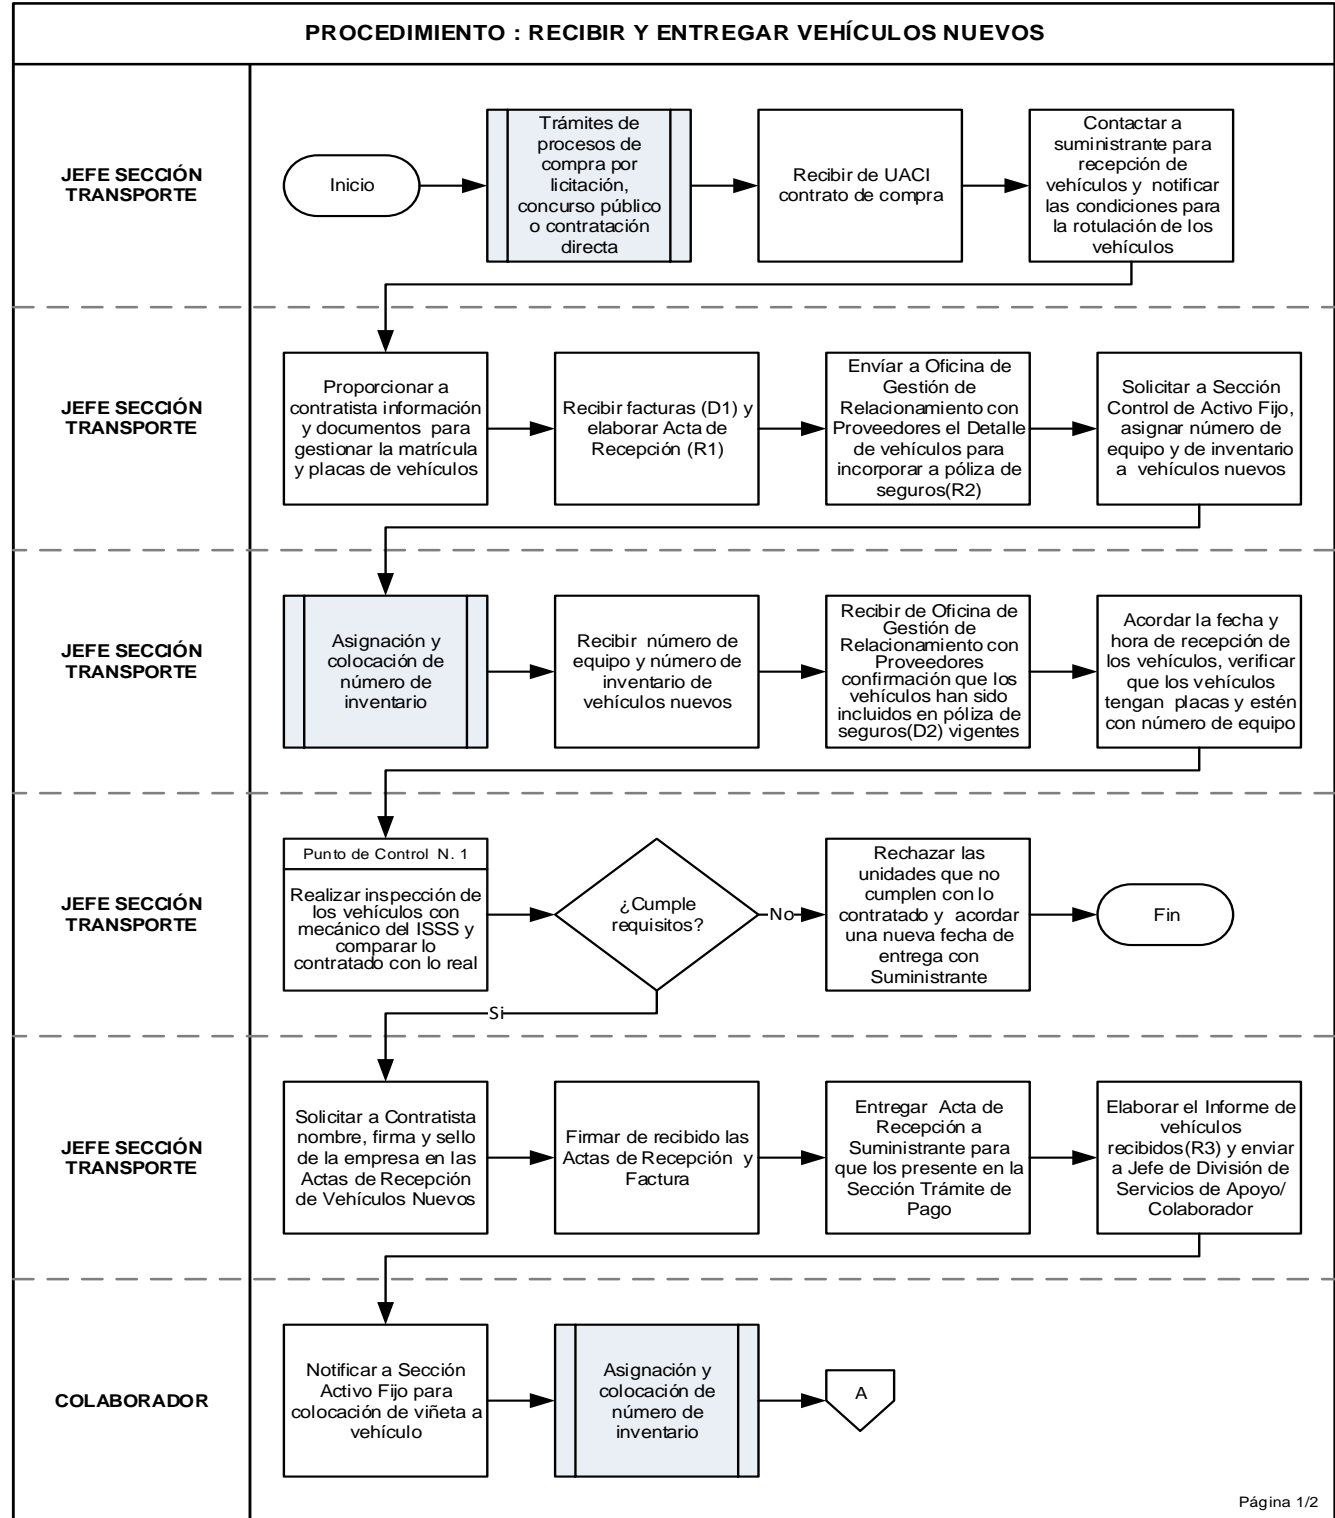 PROCEDIMIENTO : RECIBIR Y ENTREGAR VEHÍCULOS NUEVOS
JEFE SECCIÓN
TRANSPORTE
Inicio
Trámites de
procesos de
compra por
licitación,
concurso público
o contratación
directa
Recibir de UACI
contrato de compra
Contactar a
suministrante para
recepción de
vehículos y notificar
las condiciones para
la rotulación de los
vehículos
JEFE SECCIÓN
TRANSPORTE
Proporcionar a
contratista información
y documentos para
gestionar la matrícula
y placas de vehículos
Recibir facturas (D1) y
elaborar Acta de
Recepción (R1)
Envíar a Oficina de
Gestión de
Relacionamiento con
Proveedores el Detalle
de vehículos para
incorporar a póliza de
seguros(R2)
Solicitar a Sección
Control de Activo Fijo,
asignar número de
equipo y de inventario
a vehículos nuevos
JEFE SECCIÓN
TRANSPORTE
Asignación y
colocación de
número de
inventario
Recibir número de
equipo y número de
inventario de
vehículos nuevos
Recibir de Oficina de
Gestión de
Relacionamiento con
Proveedores
confirmación que los
vehículos han sido
incluidos en póliza de
seguros(D2) vigentes
Acordar la fecha y
hora de recepción de
los vehículos, verificar
que los vehículos
tengan placas y estén
con número de equipo
JEFE SECCIÓN
TRANSPORTE
Punto de Control N. 1
Realizar inspección de
los vehículos con
mecánico del ISSS y
comparar lo
contratado con lo real
¿Cumple
requisitos?
No
Rechazar las
unidades que no
cumplen con lo
contratado y acordar
una nueva fecha de
entrega con
Suministrante
Fin
Si
JEFE SECCIÓN
TRANSPORTE
Solicitar a Contratista
nombre, firma y sello
de la empresa en las
Actas de Recepción
de Vehículos Nuevos
Firmar de recibido las
Actas de Recepción y
Factura
Entregar Acta de
Recepción a
Suministrante para
que los presente en la
Sección Trámite de
Pago
Elaborar el Informe de
vehículos
recibidos(R3) y enviar
a Jefe de División de
Servicios de Apoyo/
Colaborador
COLABORADOR
Notificar a Sección
Activo Fijo para
colocación de viñeta a
vehículo
Asignación y
colocación de
número de
inventario
A
Página 1/2